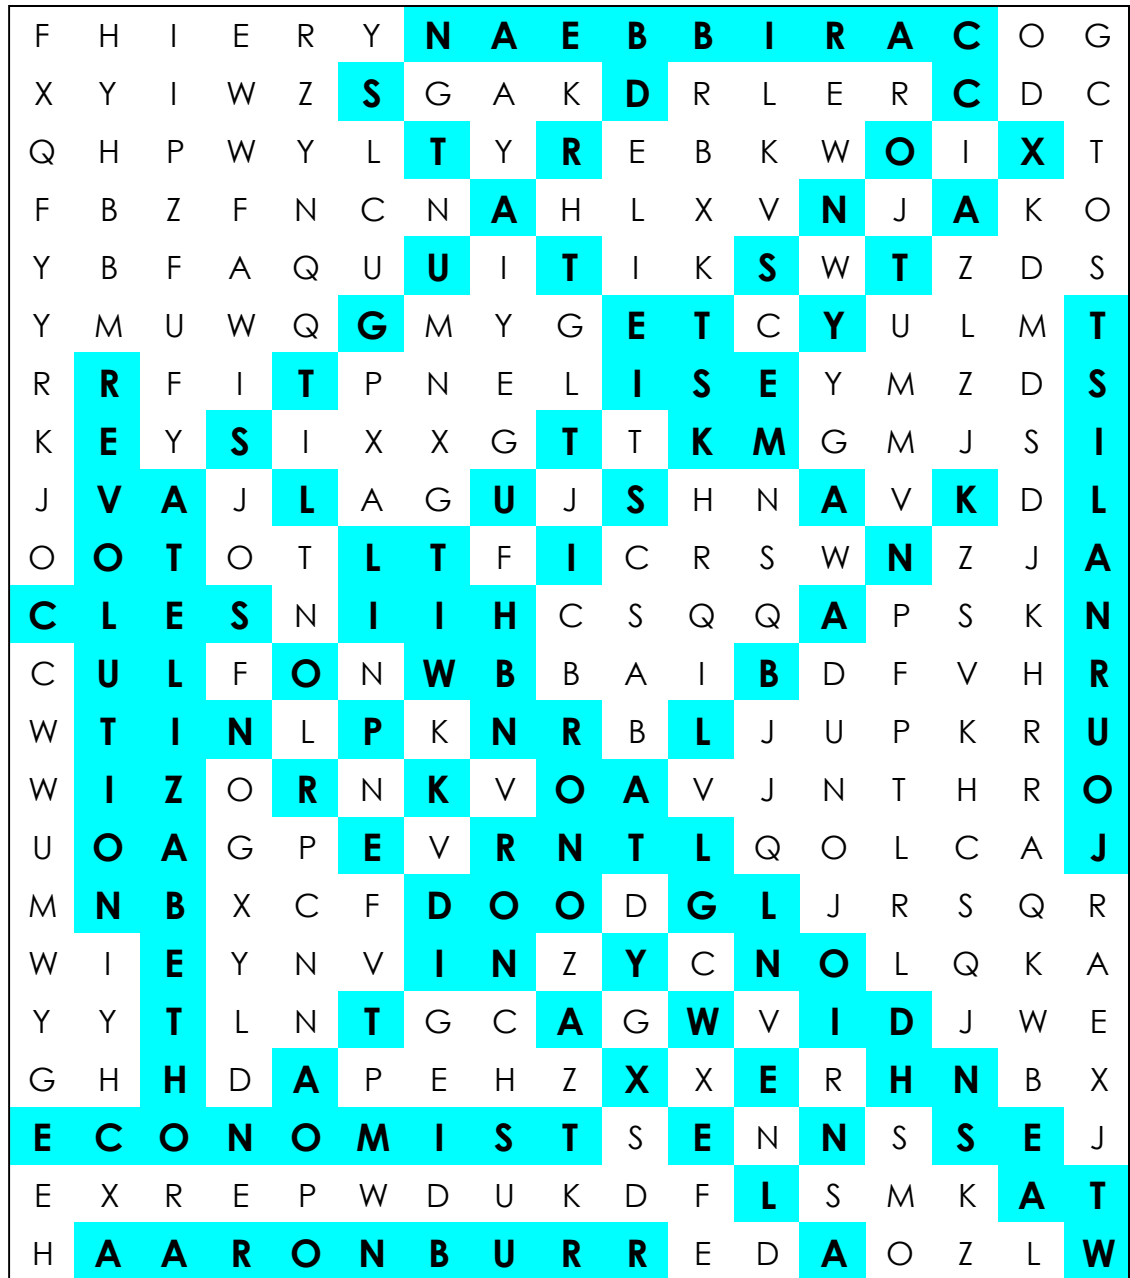 F H I E R Y N A E B B I R A C O G
X Y I W Z S G A K D R L E R C D C
Q H P W Y L T Y R E B K W O I X T
F B Z F N C N A H L X V N J A K O
Y B F A Q U U I T I K S W T Z D S
Y M U W Q G M Y G E T C Y U L M T
R R F I T P N E L I S E Y M Z D S
K E Y S I X X G T T K M G M J S I
J V A J L A G U J S H N A V K D L
O O T O T L T F I C R S W N Z J A
C L E S N I I H C S Q Q A P S K N
C U L F O N W B B A I B D F V H R
W T I N L P K N R B L J U P K R U
W I Z O R N K V O A V J N T H R O
U O A G P E V R N T L Q O L C A J
M N B X C F D O O D G L J R S Q R
W I E Y N V I N Z Y C N O L Q K A
Y Y T L N T G C A G W V I D J W E
G H H D A P E H Z X X E R H N B X
E C O N O M I S T S E N N S S E J
E X R E P W D U K D F L S M K A T
H A A R O N B U R R E D A O Z L W